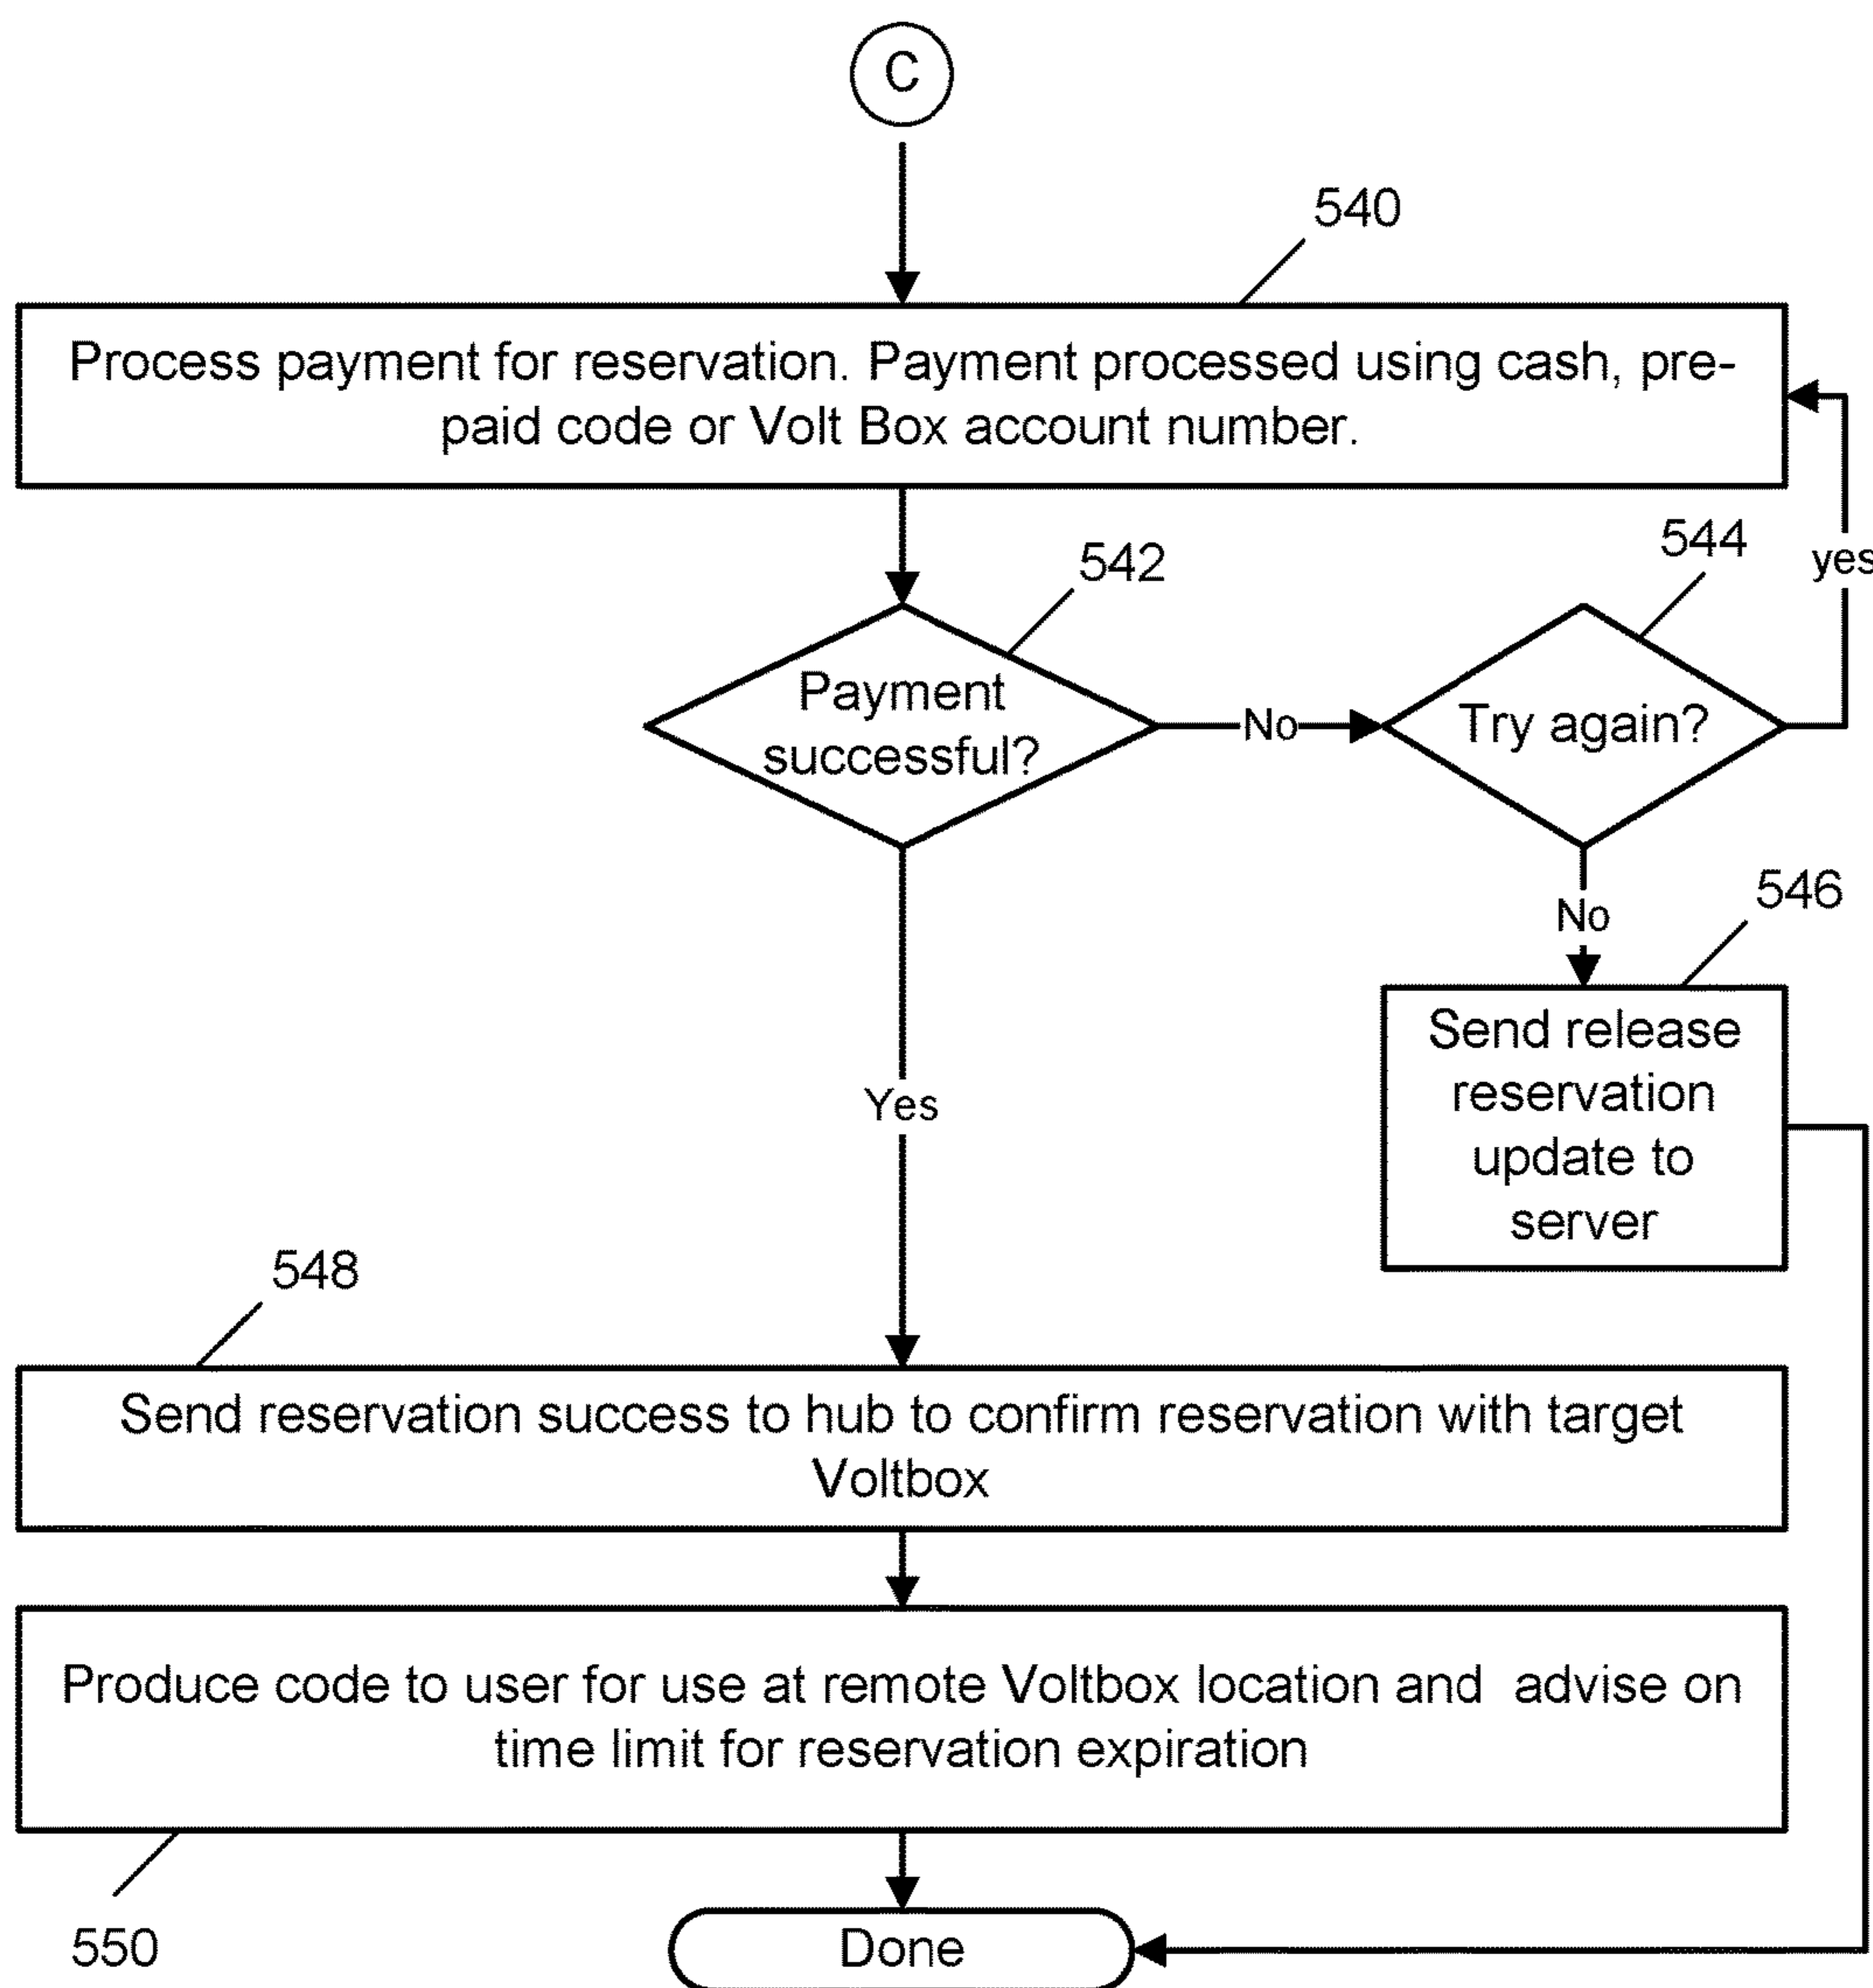 C
540
Process payment for reservation. Payment processed using cash, pre-
paid code or Volt Box account number.
542
544
yes
Payment
successful?
No
Try again?
No
546
Send release
reservation
update to
server
Yes
548
Send reservation success to hub to confirm reservation with target
Voltbox
Produce code to user for use at remote Voltbox location and  advise on
time limit for reservation expiration
550
Done